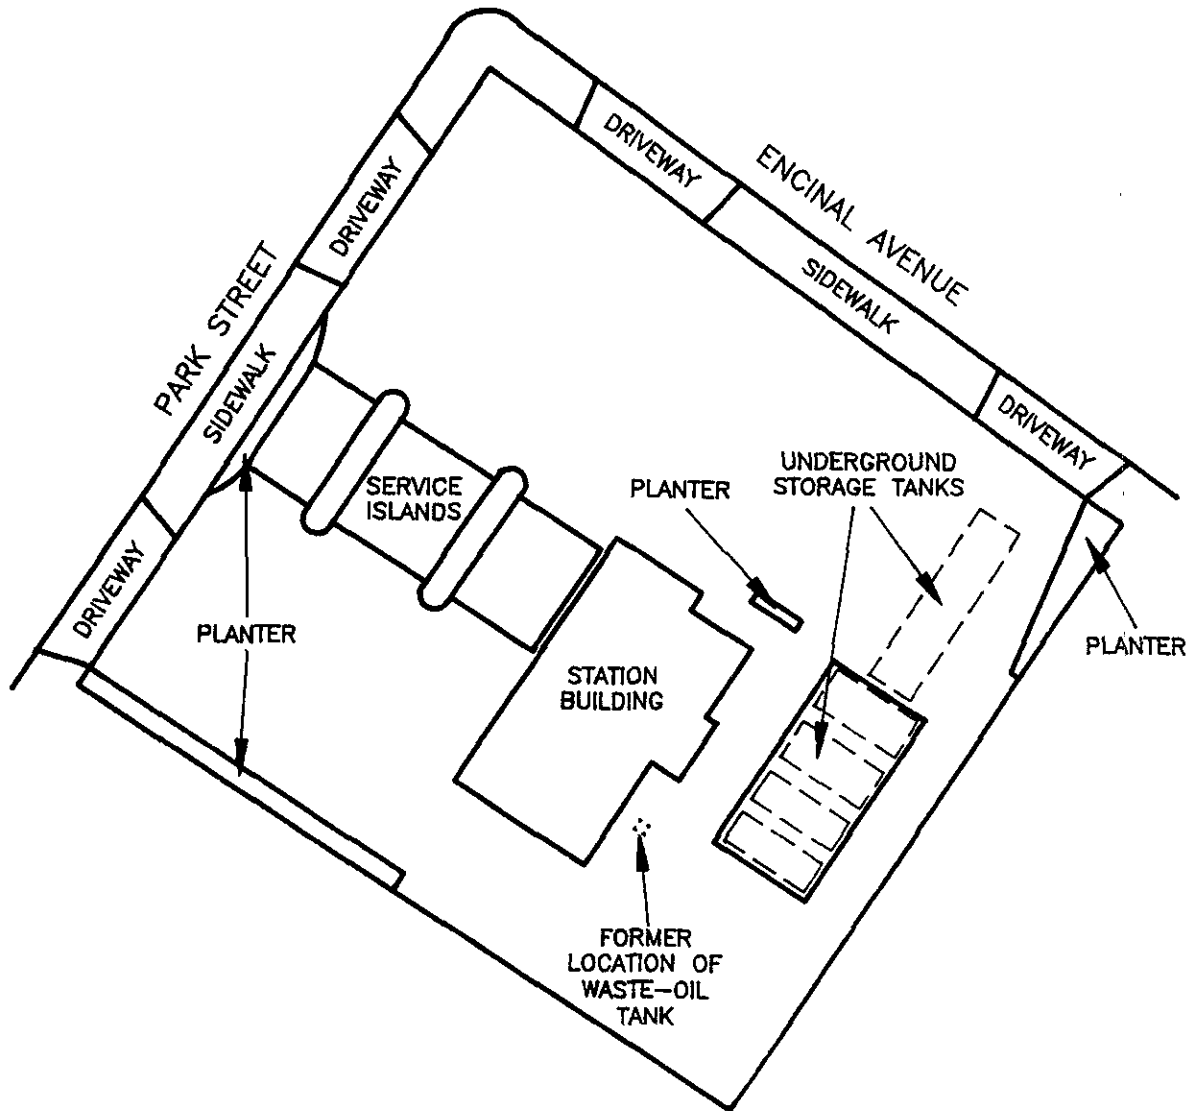 DRIVEWAY
ENCINAL AVENUE
DRIVEWAY
SIDEWALK
PARK STREET
SIDEWALK
DRIVEWAY
DRIVEWAY
UNDERGROUND
STORAGE TANKS
PLANTER
SERVICE
ISLANDS
PLANTER
PLANTER
STATION
BUILDING
FORMER
LOCATION OF
WASTE-OIL
TANK